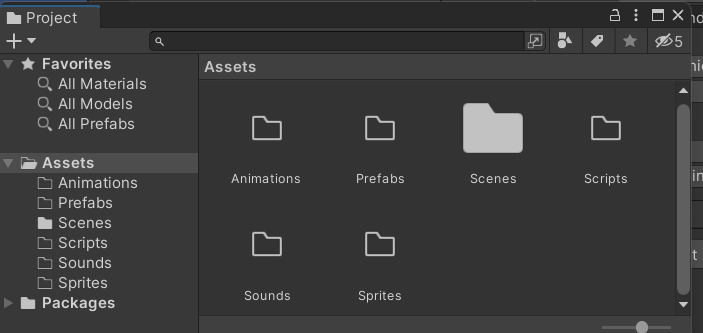 Project
5
Favorites
All Materials
All Models
All Prefabs
Assets
Animations
Prefabs
Scenes
Scripts
Sounds
Sprites
Packages
Assets
Animations
Prefabs
Scenes
Scripts
Sounds
Sprites